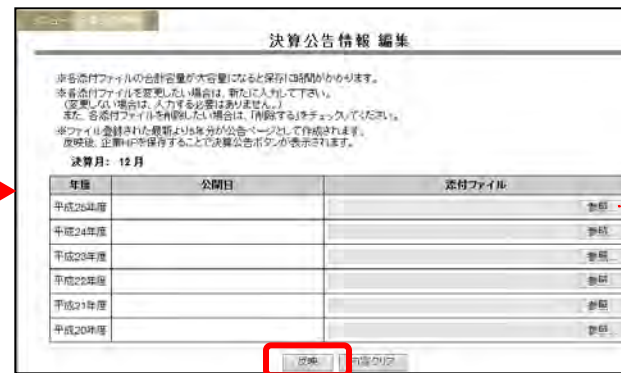 決算公告情報 編集
※各添付ファイルの合計容量が大容量になると保存に時間がかかります。
※各添付ファイルを変更したい場合は、新たに入力して下さい。
(変更しない場合は、入力する必要はありません。)
また、各添付ファイルを削除したい場合は、「削除する」をチェックしてください。
※ファイル登録された最新より5年分が公告ページとして作成されます。
反映後、企業HPを保存することで決算公告ボタンが表示されます。
決算月: 12 月
年度 公開日 添付ファイル
平成25年度 参照
平成24年度 参照
平成23年度 参照
平成22年度 参照
平成21年度 参照
平成20年度 参照
反映 内容クリア